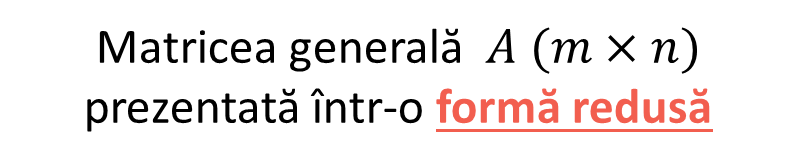 Matricea generală A (m × n)
prezentată într-o formă redusă